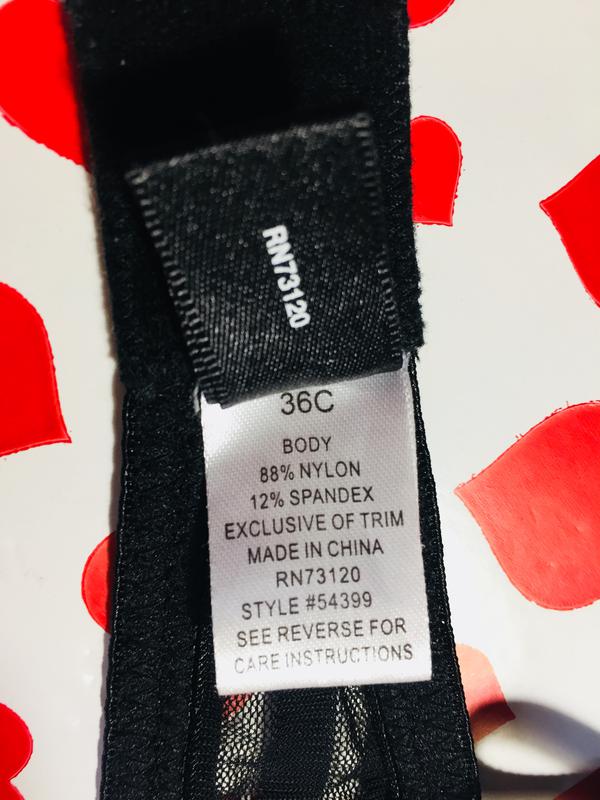 RN73120
36C
BODY
88% NYLON
12% SPANDEX
EXCLUSIVE OF TRIM
MADE IN CHINA
RN73120
STYLE #54399
SEE REVERSE FOR
CARE INSTRUCTIONS